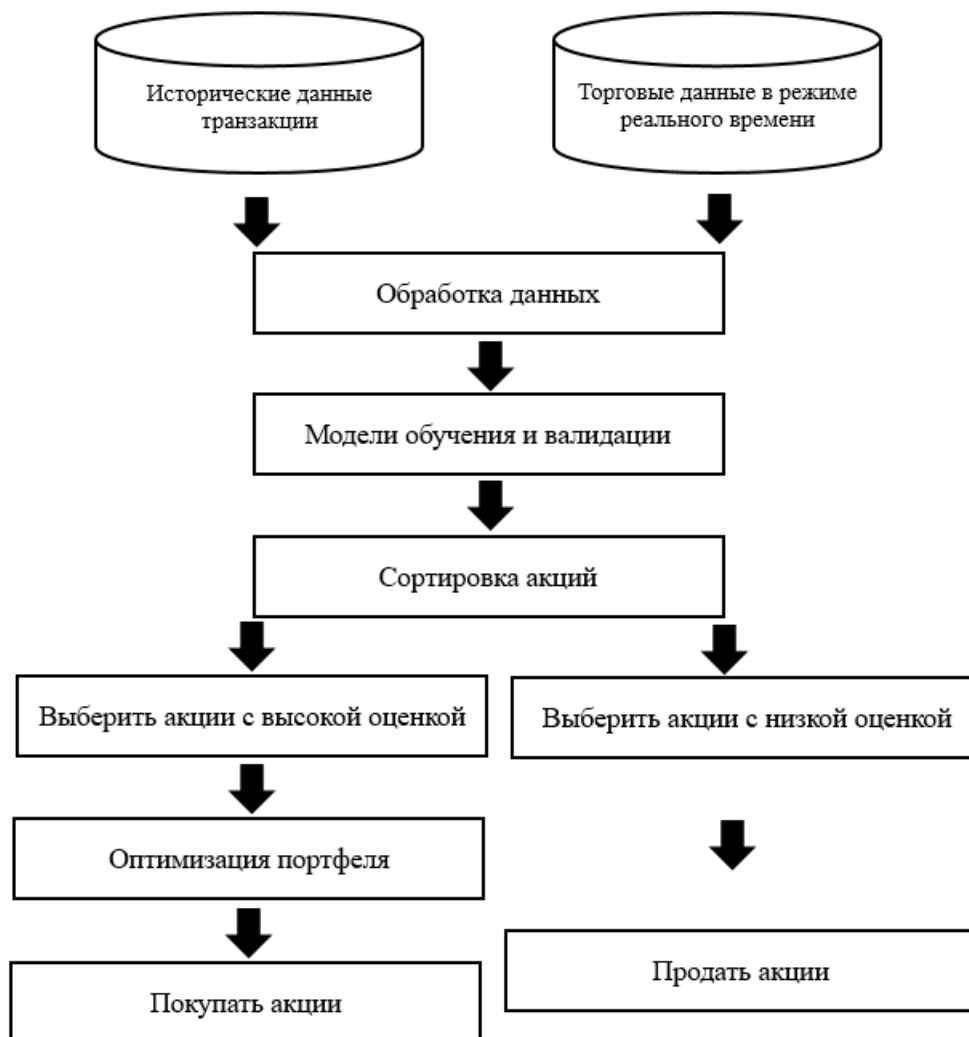 Исторические данные
транзакции
Торговые данные в режиме
реального времени
Обработка данных
Модели обучения и валидации
Сортировка акций
Выберить акции с высокой оценкой
Выберить акции с низкой оценкой
Оптимизация портфеля
Продать акции
Покупать акции